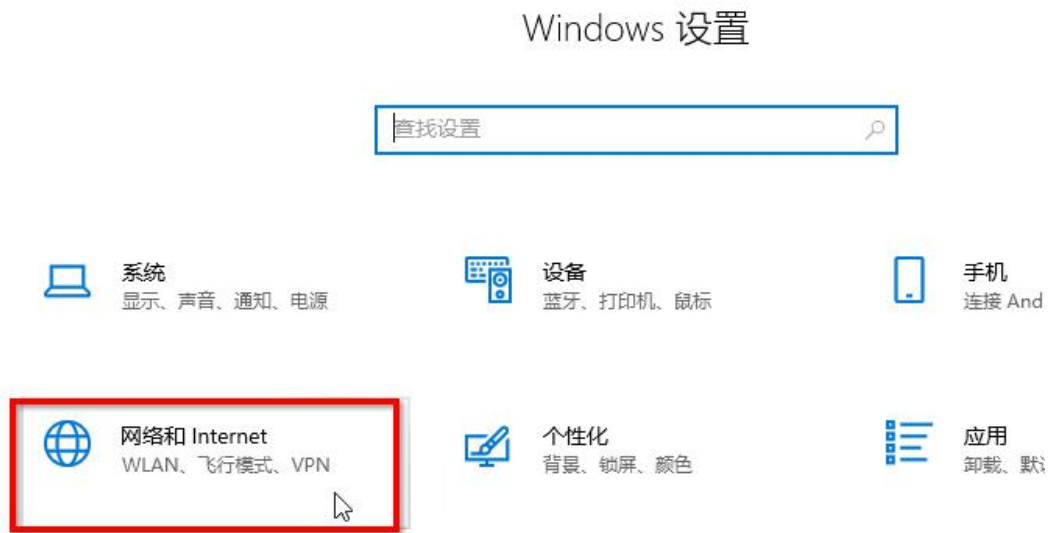 Windows 设置
查找设置
系统
显示、声音、通知、电源
设备
蓝牙、打印机、鼠标
手机
连接 And
网络和 Internet
WLAN、飞行模式、VPN
个性化
背景、锁屏、颜色
应用
卸载、默